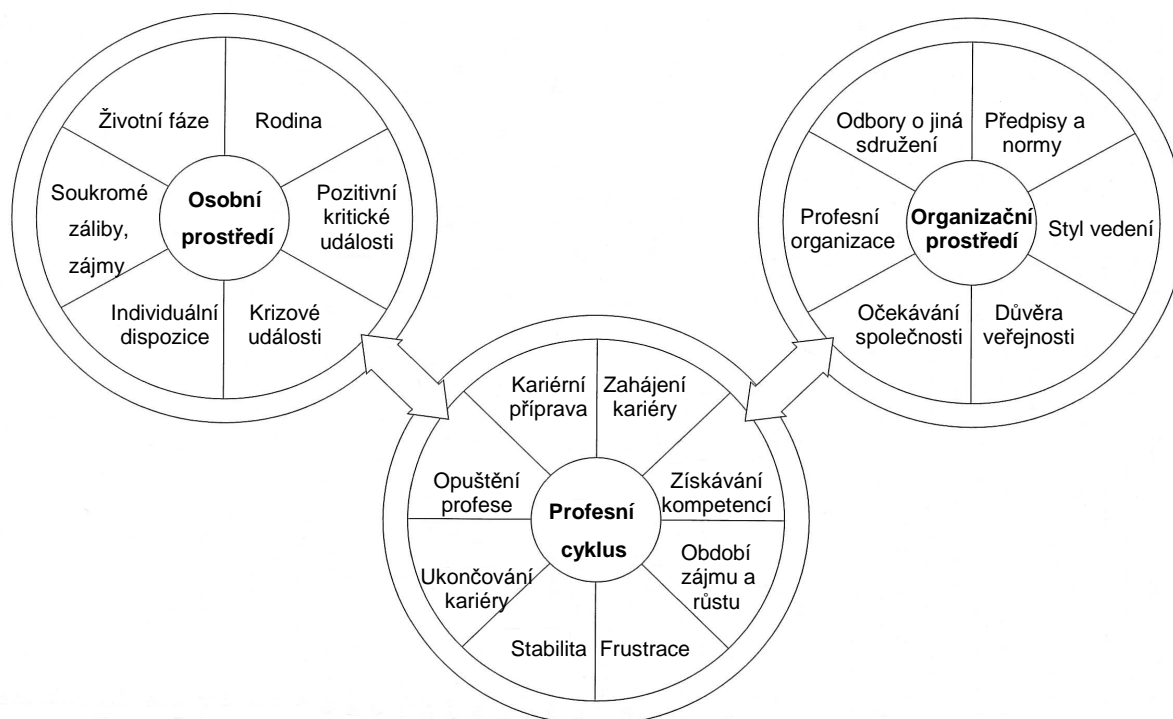 Životní fáze
Rodina
Soukromé
záliby,
zájmy
Osobní
prostředí
Pozitivní
kritické
události
Individuální
dispozice
Krizové
události
Odbory o jiná
sdružení
Předpisy a
normy
Profesní
organizace
Organizační
prostředí
Styl vedení
Očekávání
společnosti
Důvěra
veřejnosti
Kariérní
příprava
Zahájení
kariéry
Opuštění
profese
Profesní
cyklus
Získávání
kompetencí
Ukončování
kariéry
Období
zájmu a
růstu
Stabilita
Frustrace